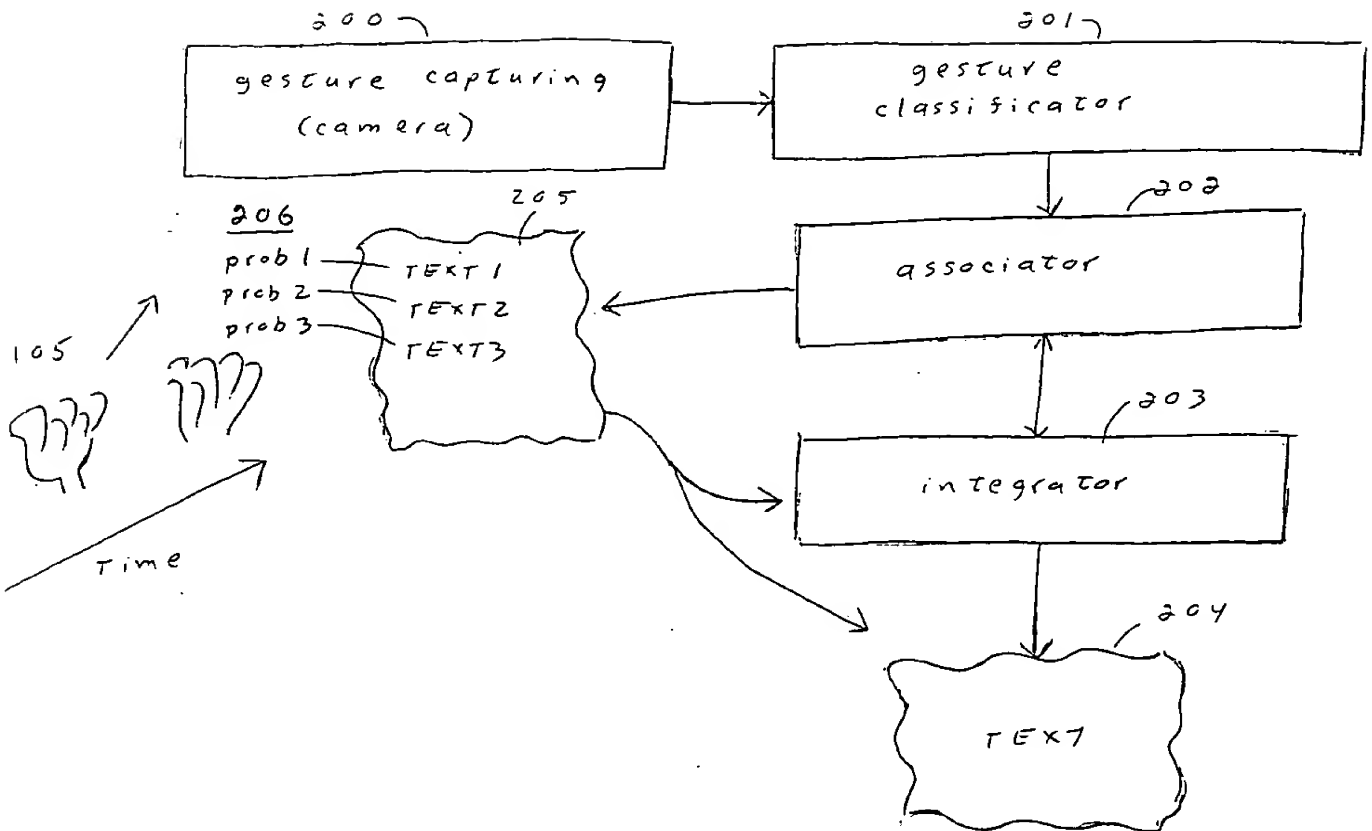 200
gesture capturing
(camera)
201
gesture
classificator
202
associator
206
prob 1
prob 2
prob 3
205
TEXT 1
TEXT 2
TEXT 3
105
Time
203
integrator
204
TEXT